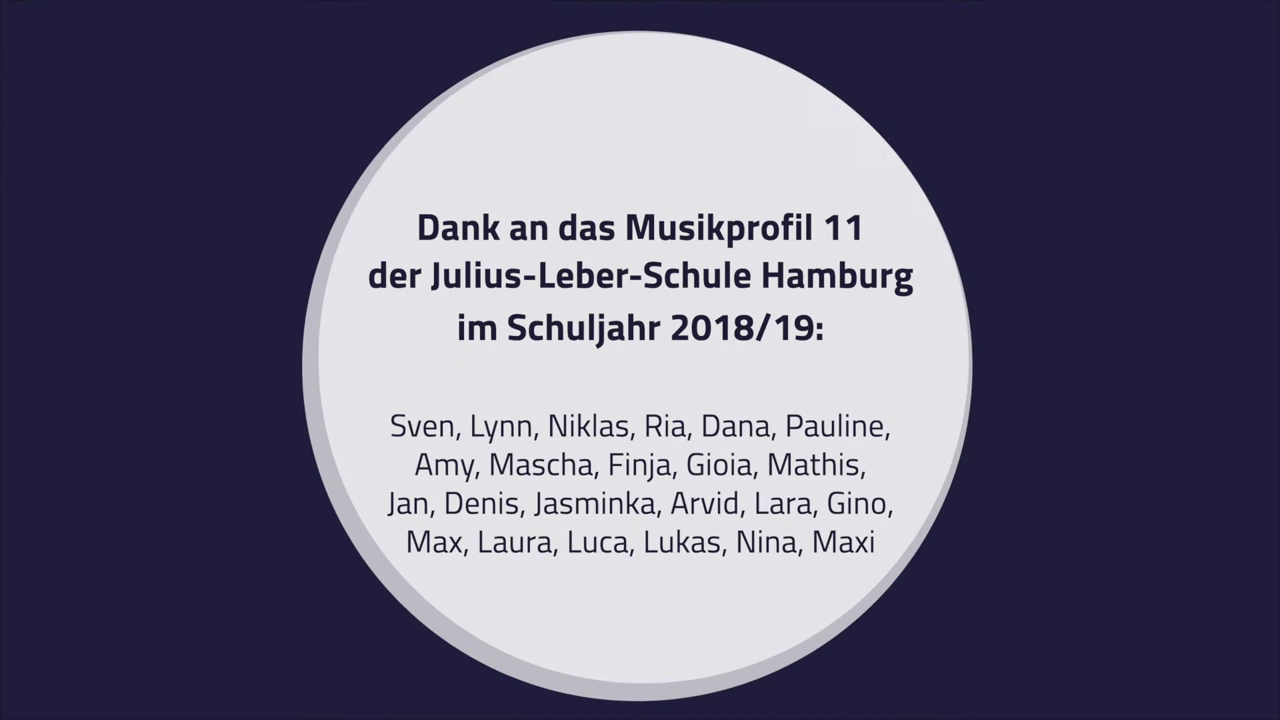 Dank an das Musikprofil 11
der Julius-Leber-Schule Hamburg
im Schuljahr 2018/19:
Sven, Lynn, Niklas, Ria, Dana, Pauline,
Amy, Mascha, Finja, Gioia, Mathis,
Jan, Denis, Jasminka, Arvid, Lara, Gino,
Max, Laura, Luca, Lukas, Nina, Maxi